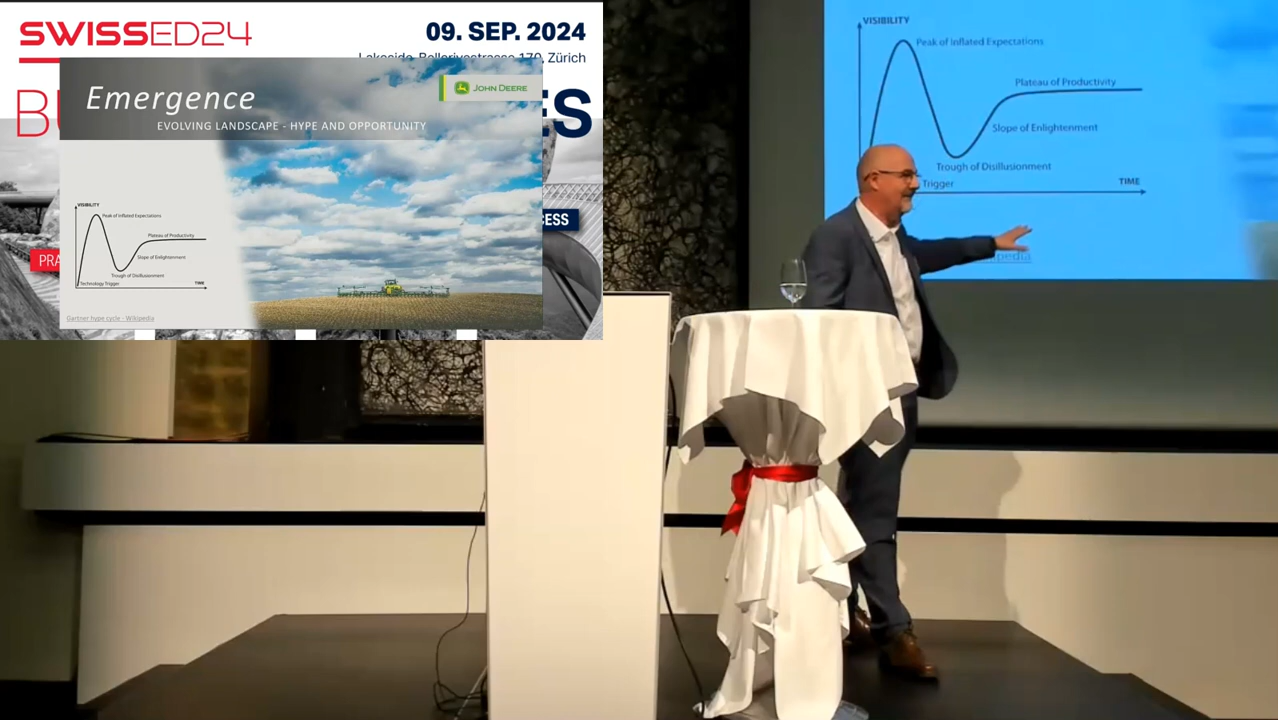 SWISSED24
09. SEP. 2024
Lakeside, Bellerivestrasse 170, Zürich
Emergence
EVOLVING LANDSCAPE - HYPE AND OPPORTUNITY
JOHN DEERE
VISIBILITY
Peak of Inflated Expectations
Plateau of Productivity
Slope of Enlightenment
Trough of Disillusionment
Technology Trigger
TIME
Gartner hype cycle - Wikipedia
VISIBILITY
Peak of Inflated Expectations
Plateau of Productivity
Slope of Enlightenment
Trough of Disillusionment
Trigger
TIME